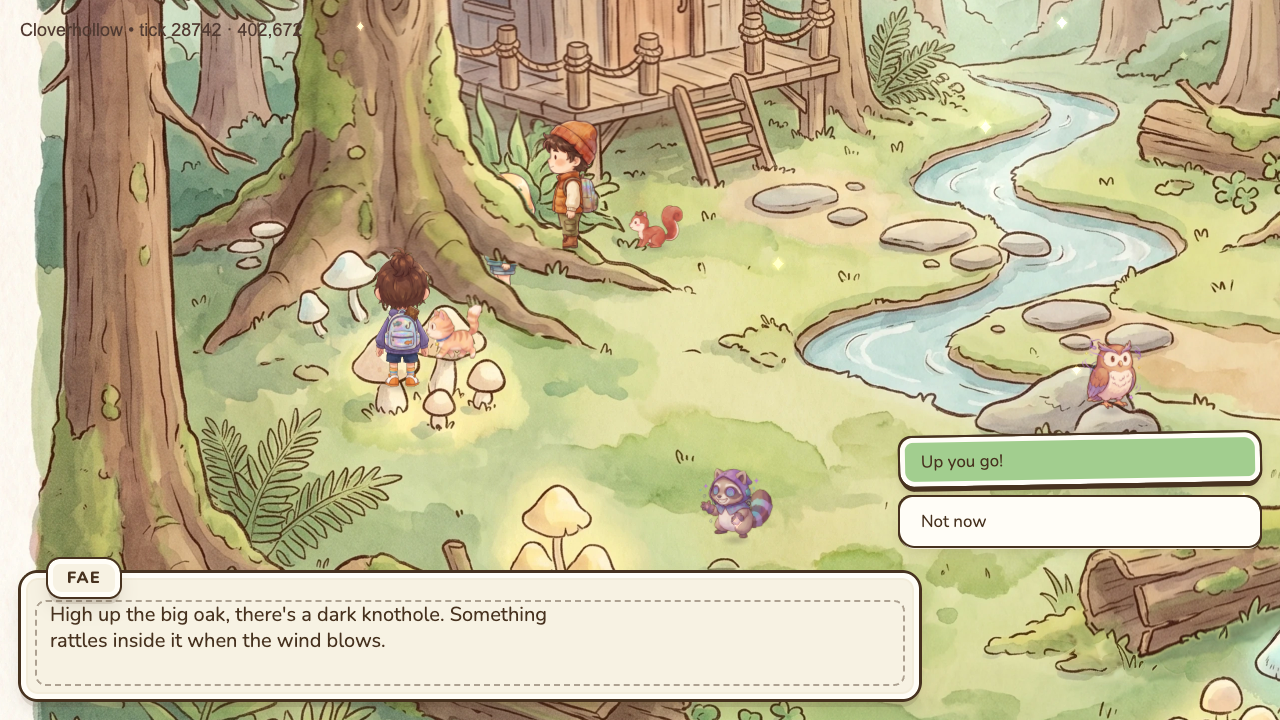 Cloverhollow • tick 28742 · 402,672
Up you go!
Not now
FAE
High up the big oak, there's a dark knothole. Something
rattles inside it when the wind blows.